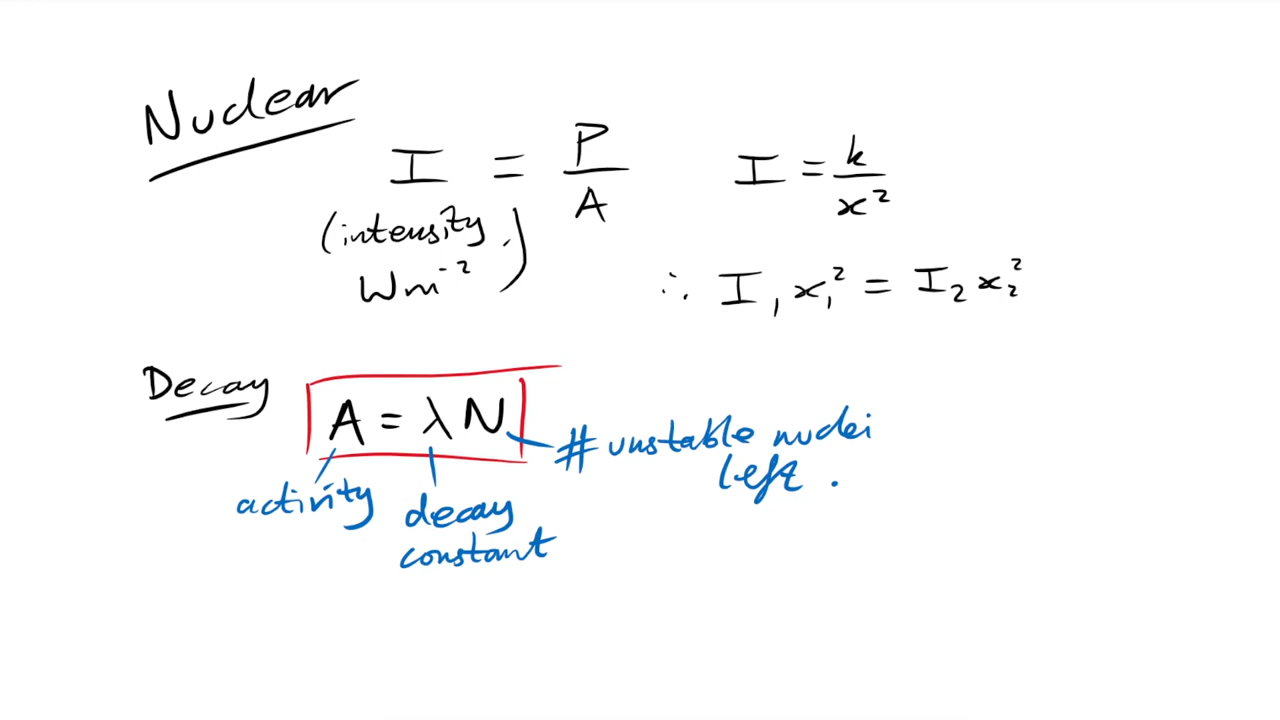 Nuclear
I = P/A
I = k/x²
(intensity, Wm⁻²)
∴ I₁x₁² = I₂x₂²
Decay
A = λN
# unstable nuclei
left.
activity
decay
constant